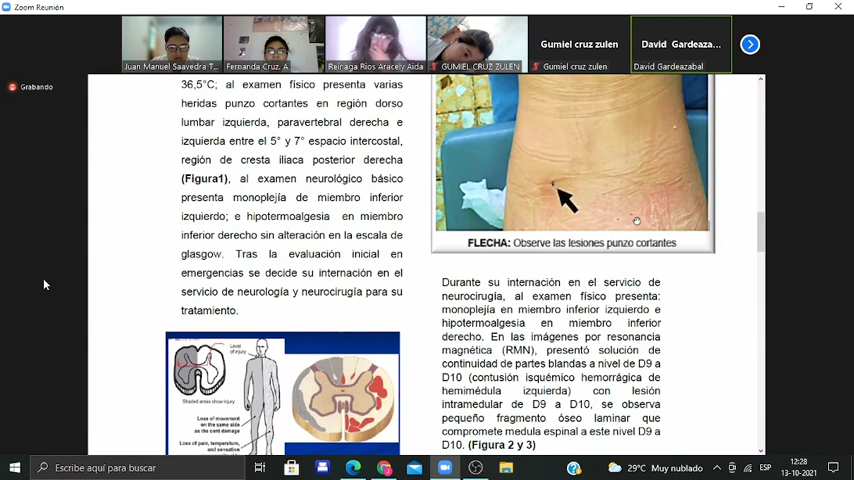 Zoom Reunión
Juan Manuel Saavedra T...
Fernanda Cruz. A
Reinaga Rios Aracely Aida
GUMIEL CRUZ ZULEN
Gumiel cruz zulen
Gumiel cruz zulen
David Gardeaza...
David Gardeazabal
Grabando
36,5°C; al examen físico presenta varias
heridas punzo cortantes en región dorso
lumbar izquierda, paravertebral derecha e
izquierda entre el 5° y 7° espacio intercostal,
región de cresta iliaca posterior derecha
(Figura1), al examen neurológico básico
presenta monoplejía de miembro inferior
izquierdo; e hipotermoalgesia en miembro
inferior derecho sin alteración en la escala de
glasgow. Tras la evaluación inicial en
emergencias se decide su internación en el
servicio de neurología y neurocirugía para su
tratamiento.
Level of injury
Shaded areas show injury
Loss of movement
on the same side
as the cord damage
Loss of pain, temperature,
and sensation
FLECHA: Observe las lesiones punzo cortantes
Durante su internación en el servicio de
neurocirugía, al examen físico presenta:
monoplejía en miembro inferior izquierdo e
hipotermoalgesia en miembro inferior
derecho. En las imágenes por resonancia
magnética (RMN), presentó solución de
continuidad de partes blandas a nivel de D9 a
D10 (contusión isquémico hemorrágica de
hemimédula izquierda) con lesión
intramedular de D9 a D10, se observa
pequeño fragmento óseo laminar que
compromete medula espinal a este nivel D9 a
D10. (Figura 2 y 3)
Escribe aquí para buscar
29°C Muy nublado
ESP
12:28
13-10-2021